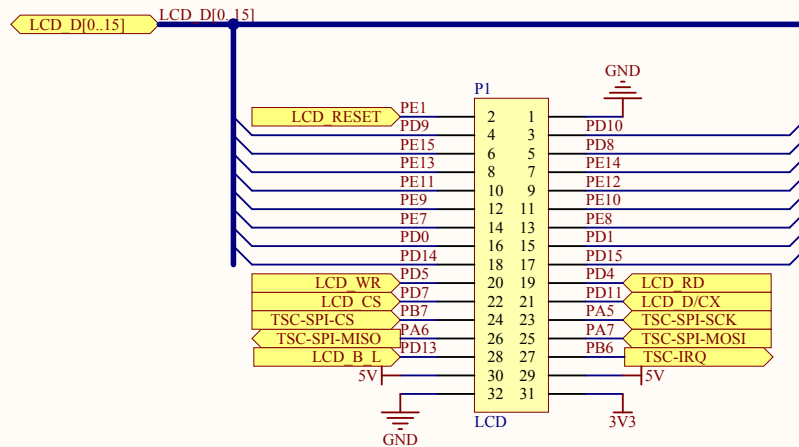 LCD_D[0..15] LCD_D[0..15]
GND
P1
LCD_RESET PE1 2 1
PD9 4 3 PD10
PE15 6 5 PD8
PE13 8 7 PE14
PE11 10 9 PE12
PE9 12 11 PE10
PE7 14 13 PE8
PD0 16 15 PD1
PD14 18 17 PD15
LCD_WR PD5 20 19 PD4 LCD_RD
LCD_CS PD7 22 21 PD11 LCD_D/CX
TSC-SPI-CS PB7 24 23 PA5 TSC-SPI-SCK
TSC-SPI-MISO PA6 26 25 PA7 TSC-SPI-MOSI
LCD_B_L PD13 28 27 PB6 TSC-IRQ
5V 30 29 5V
32 31
GND LCD 3V3